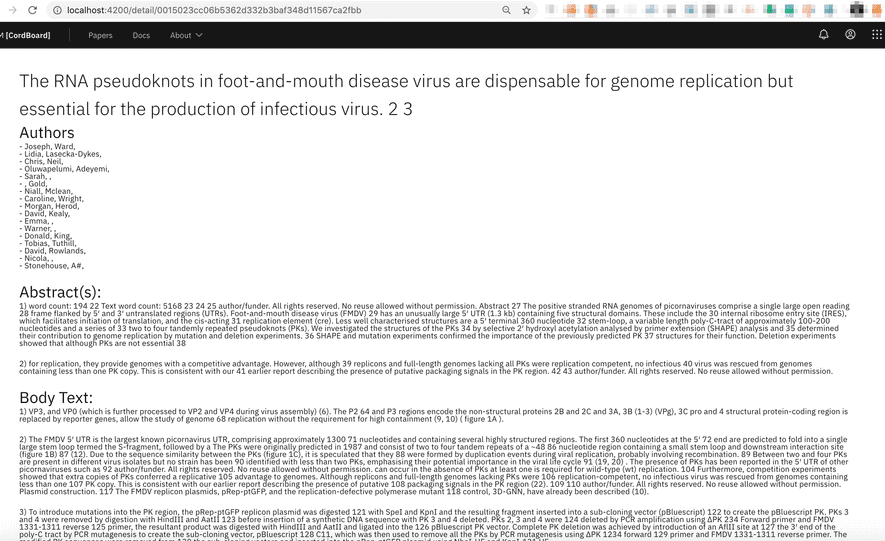 localhost:4200/detail/0015023cc06b5362d332b3baf348d11567ca2fbb
[CordBoard] Papers Docs About
The RNA pseudoknots in foot-and-mouth disease virus are dispensable for genome replication but
essential for the production of infectious virus. 2 3
Authors
- Joseph, Ward,
- Lidia, Lasecka-Dykes,
- Chris, Neil,
- Oluwapelumi, Adeyemi,
- Sarah, ,
- , Gold,
- Niall, Mclean,
- Caroline, Wright,
- Morgan, Herod,
- David, Kealy,
- Emma, ,
- Warner, ,
- Donald, King,
- Tobias, Tuthill,
- David, Rowlands,
- Nicola, ,
- Stonehouse, A#,
Abstract(s):
1) word count: 194 22 Text word count: 5168 23 24 25 author/funder. All rights reserved. No reuse allowed without permission. Abstract 27 The positive stranded RNA genomes of picornaviruses comprise a single large open reading
28 frame flanked by 5′ and 3′ untranslated regions (UTRs). Foot-and-mouth disease virus (FMDV) 29 has an unusually large 5′ UTR (1.3 kb) containing five structural domains. These include the 30 internal ribosome entry site (IRES),
which facilitates initiation of translation, and the cis-acting 31 replication element (cre). Less well characterised structures are a 5′ terminal 360 nucleotide 32 stem-loop, a variable length poly-C-tract of approximately 100-200
nucleotides and a series of 33 two to four tandemly repeated pseudoknots (PKs). We investigated the structures of the PKs 34 by selective 2′ hydroxyl acetylation analysed by primer extension (SHAPE) analysis and 35 determined
their contribution to genome replication by mutation and deletion experiments. 36 SHAPE and mutation experiments confirmed the importance of the previously predicted PK 37 structures for their function. Deletion experiments
showed that although PKs are not essential 38
2) for replication, they provide genomes with a competitive advantage. However, although 39 replicons and full-length genomes lacking all PKs were replication competent, no infectious 40 virus was rescued from genomes
containing less than one PK copy. This is consistent with our 41 earlier report describing the presence of putative packaging signals in the PK region. 42 43 author/funder. All rights reserved. No reuse allowed without permission.
Body Text:
1) VP3, and VP0 (which is further processed to VP2 and VP4 during virus assembly) (6). The P2 64 and P3 regions encode the non-structural proteins 2B and 2C and 3A, 3B (1-3) (VPg), 3C pro and 4 structural protein-coding region is
replaced by reporter genes, allow the study of genome 68 replication without the requirement for high containment (9, 10) ( figure 1A ).
2) The FMDV 5′ UTR is the largest known picornavirus UTR, comprising approximately 1300 71 nucleotides and containing several highly structured regions. The first 360 nucleotides at the 5′ 72 end are predicted to fold into a single
large stem loop termed the S-fragment, followed by a The PKs were originally predicted in 1987 and consist of two to four tandem repeats of a ~48 86 nucleotide region containing a small stem loop and downstream interaction site
(figure 1B) 87 (12). Due to the sequence similarity between the PKs (figure 1C), it is speculated that they 88 were formed by duplication events during viral replication, probably involving recombination. 89 Between two and four PKs
are present in different virus isolates but no strain has been 90 identified with less than two PKs, emphasising their potential importance in the viral life cycle 91 (19, 20) . The presence of PKs has been reported in the 5′ UTR of other
picornaviruses such as 92 author/funder. All rights reserved. No reuse allowed without permission. can occur in the absence of PKs at least one is required for wild-type (wt) replication. 104 Furthermore, competition experiments
showed that extra copies of PKs conferred a replicative 105 advantage to genomes. Although replicons and full-length genomes lacking PKs were 106 replication-competent, no infectious virus was rescued from genomes containing
less than one 107 PK copy. This is consistent with our earlier report describing the presence of putative 108 packaging signals in the PK region (22). 109 110 author/funder. All rights reserved. No reuse allowed without permission.
Plasmid construction. 117 The FMDV replicon plasmids, pRep-ptGFP, and the replication-defective polymerase mutant 118 control, 3D-GNN, have already been described (10).
3) To introduce mutations into the PK region, the pRep-ptGFP replicon plasmid was digested 121 with SpeI and KpnI and the resulting fragment inserted into a sub-cloning vector (pBluescript) 122 to create the pBluescript PK. PKs 3
and 4 were removed by digestion with HindIII and AatII 123 before insertion of a synthetic DNA sequence with PK 3 and 4 deleted. PKs 2, 3 and 4 were 124 deleted by PCR amplification using ΔPK 234 Forward primer and FMDV
1331-1311 reverse 125 primer, the resultant product was digested with HindIII and AatII and ligated into the 126 pBluescript PK vector. Complete PK deletion was achieved by introduction of an AflII site at 127 the 3′ end of the
poly-C tract by PCR mutagenesis to create the sub-cloning vector, pBluescript 128 C11, which was then used to remove all the PKs by PCR mutagenesis using ΔPK 1234 forward 129 primer and FMDV 1331-1311 reverse primer. The